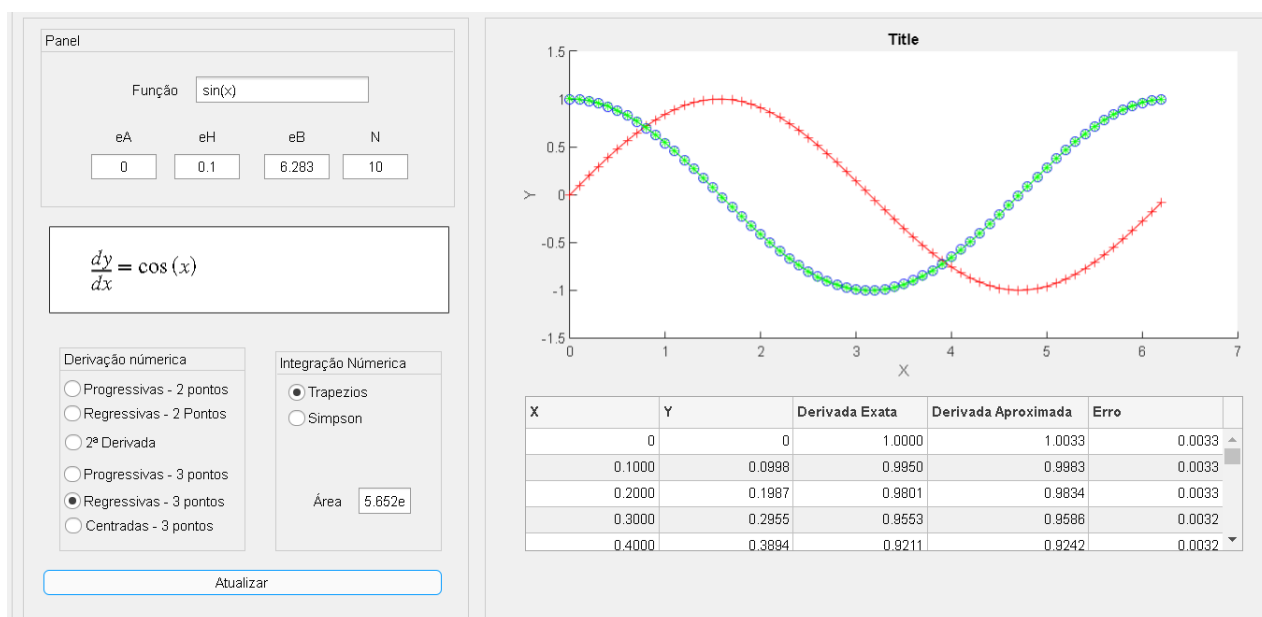 Panel
Função sin(x)
eA eH eB N
0 0.1 6.283 10
dy/dx = cos (x)
Derivação númerica
Progressivas - 2 pontos
Regressivas - 2 Pontos
2ª Derivada
Progressivas - 3 pontos
Regressivas - 3 pontos
Centradas - 3 pontos
Integração Númerica
Trapezios
Simpson
Área 5.652e
Atualizar
Title
1.5
1
0.5
0
-0.5
-1
-1.5
Y
0 1 2 3 4 5 6 7
X
X Y Derivada Exata Derivada Aproximada Erro
0 0 1.0000 1.0033 0.0033
0.1000 0.0998 0.9950 0.9983 0.0033
0.2000 0.1987 0.9801 0.9834 0.0033
0.3000 0.2955 0.9553 0.9586 0.0032
0.4000 0.3894 0.9211 0.9242 0.0032